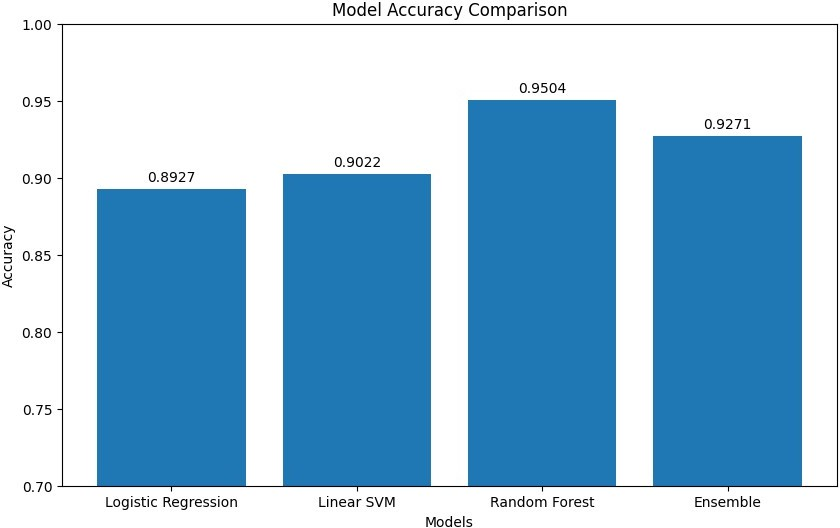 Model Accuracy Comparison
1.00
0.95
0.90
0.85
0.80
0.75
0.70
Accuracy
0.8927
0.9022
0.9504
0.9271
Logistic Regression
Linear SVM
Random Forest
Ensemble
Models